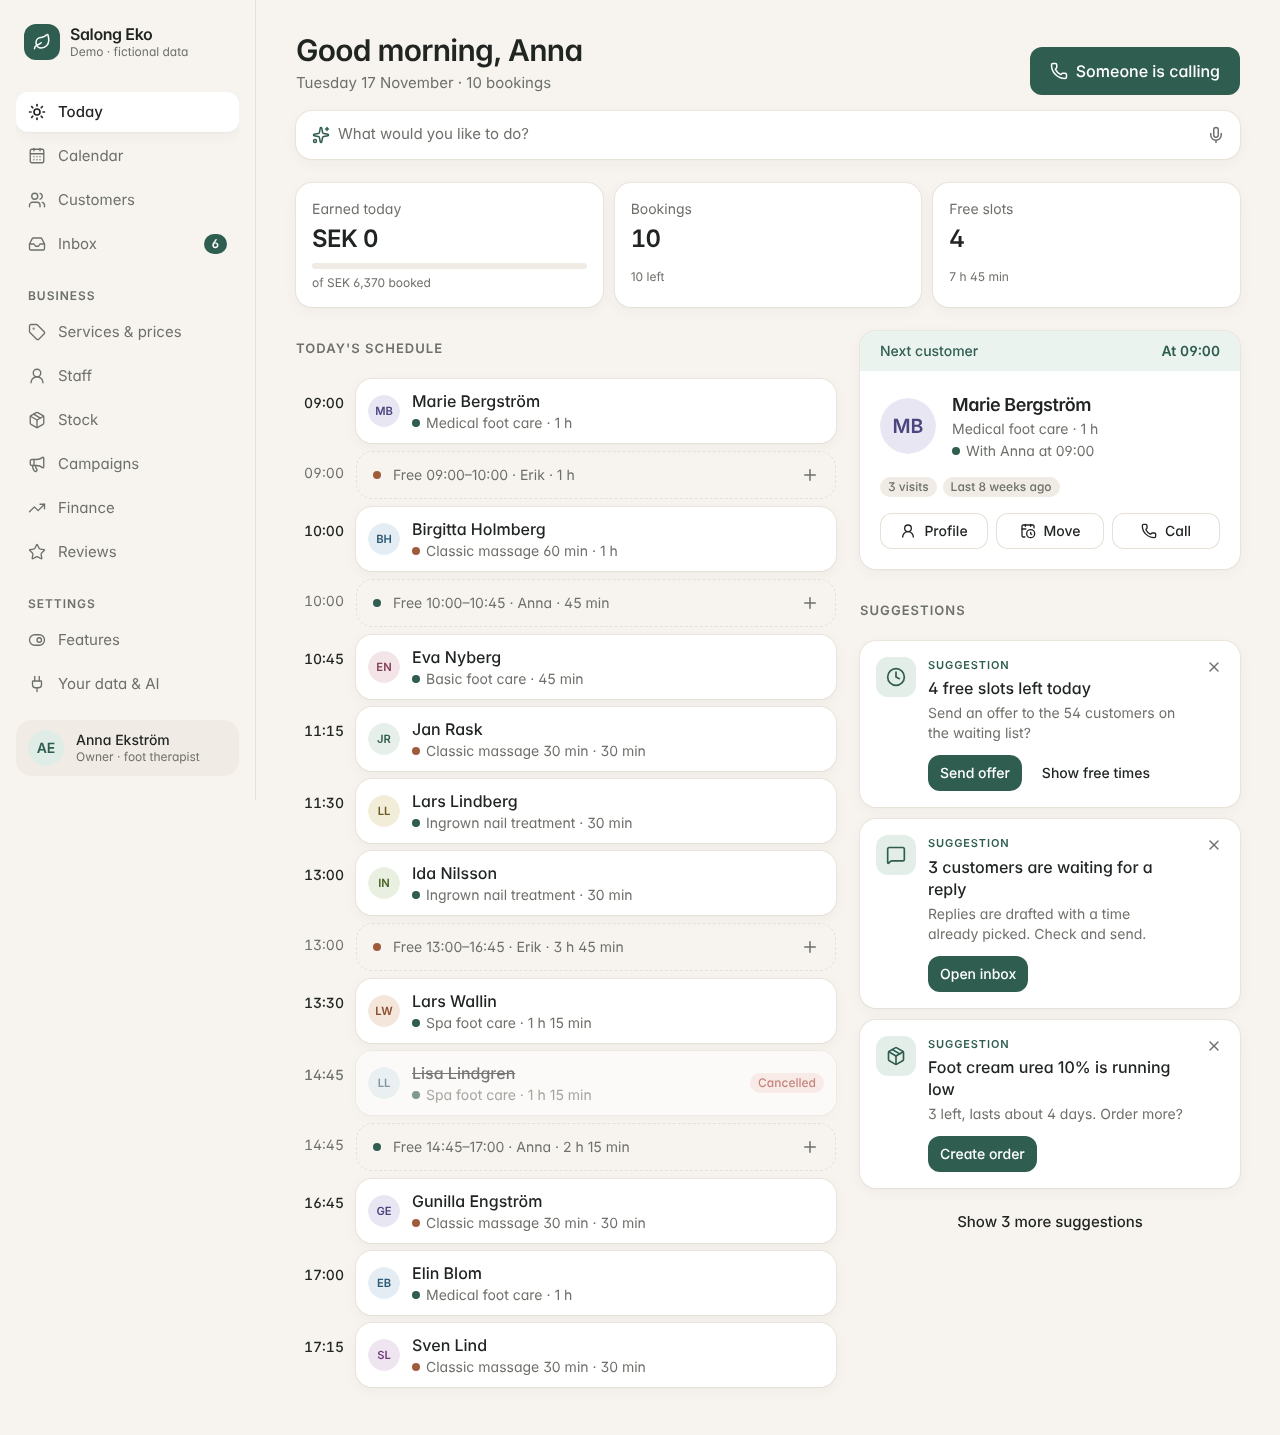 Salong Eko
Demo · fictional data
Today
Calendar
Customers
Inbox
6
BUSINESS
Services & prices
Staff
Stock
Campaigns
Finance
Reviews
SETTINGS
Features
Your data & AI
AE
Anna Ekström
Owner · foot therapist
Good morning, Anna
Tuesday 17 November · 10 bookings
Someone is calling
What would you like to do?
Earned today
SEK 0
of SEK 6,370 booked
Bookings
10
10 left
Free slots
4
7 h 45 min
TODAY'S SCHEDULE
09:00
MB
Marie Bergström
Medical foot care · 1 h
09:00
Free 09:00–10:00 · Erik · 1 h
10:00
BH
Birgitta Holmberg
Classic massage 60 min · 1 h
10:00
Free 10:00–10:45 · Anna · 45 min
10:45
EN
Eva Nyberg
Basic foot care · 45 min
11:15
JR
Jan Rask
Classic massage 30 min · 30 min
11:30
LL
Lars Lindberg
Ingrown nail treatment · 30 min
13:00
IN
Ida Nilsson
Ingrown nail treatment · 30 min
13:00
Free 13:00–16:45 · Erik · 3 h 45 min
13:30
LW
Lars Wallin
Spa foot care · 1 h 15 min
14:45
LL
Lisa Lindgren
Spa foot care · 1 h 15 min
Cancelled
14:45
Free 14:45–17:00 · Anna · 2 h 15 min
16:45
GE
Gunilla Engström
Classic massage 30 min · 30 min
17:00
EB
Elin Blom
Medical foot care · 1 h
17:15
SL
Sven Lind
Classic massage 30 min · 30 min
Next customer
At 09:00
MB
Marie Bergström
Medical foot care · 1 h
With Anna at 09:00
3 visits
Last 8 weeks ago
Profile
Move
Call
SUGGESTIONS
SUGGESTION
4 free slots left today
Send an offer to the 54 customers on
the waiting list?
Send offer
Show free times
SUGGESTION
3 customers are waiting for a
reply
Replies are drafted with a time
already picked. Check and send.
Open inbox
SUGGESTION
Foot cream urea 10% is running
low
3 left, lasts about 4 days. Order more?
Create order
Show 3 more suggestions